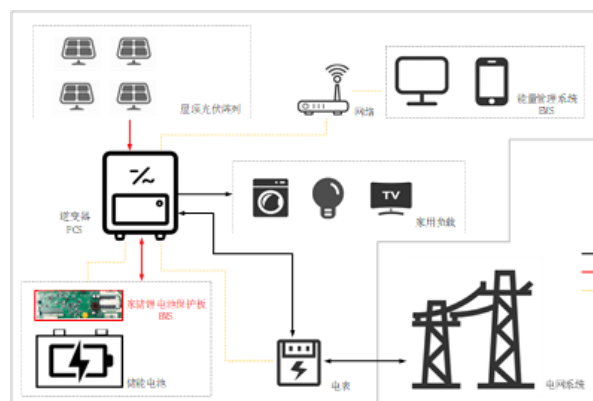 屋顶光伏阵列
网络
能量管理系统
EMS
TV
家用负载
逆变器
PCS
家储锂电池保护板
BMS
储能电池
电表
电网系统